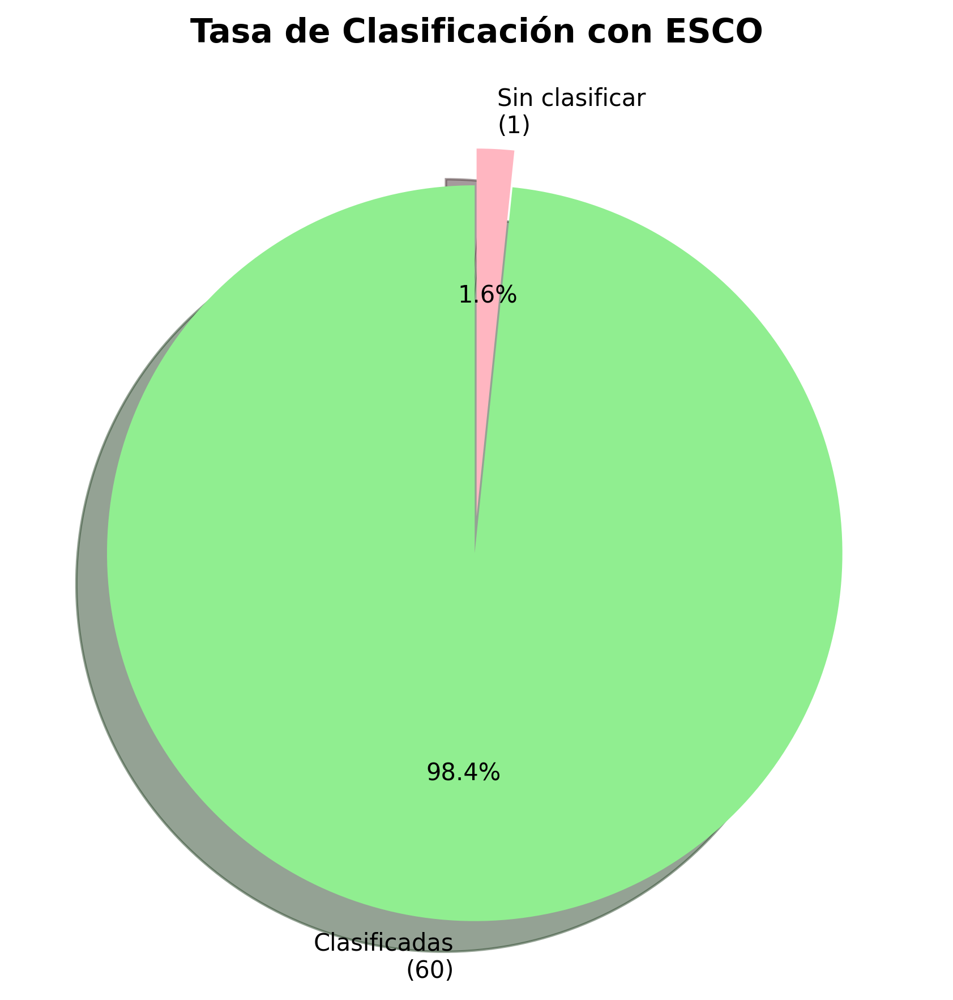 Tasa de Clasificación con ESCO
Sin clasificar
(1)
1.6%
98.4%
Clasificadas
(60)